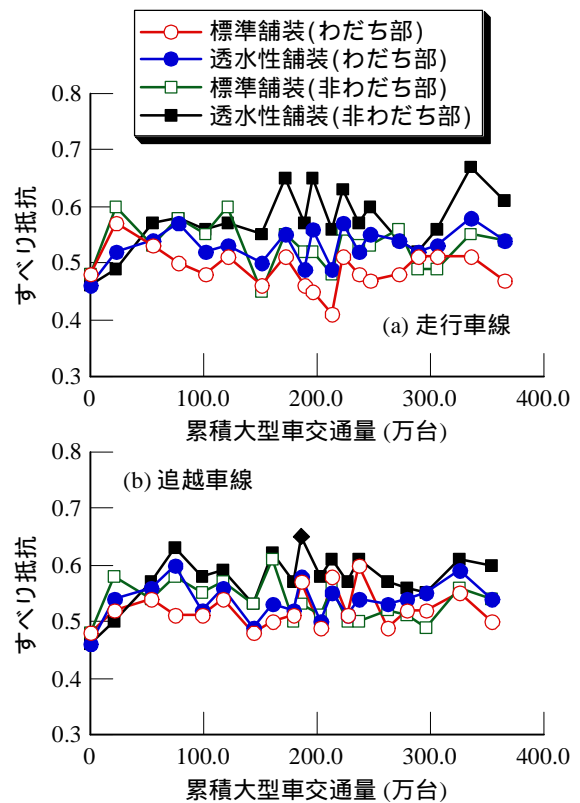 標準舗装(わだち部)
透水性舗装(わだち部)
標準舗装(非わだち部)
透水性舗装(非わだち部)
0.8
0.7
0.6
0.5
0.4
0.3
すべり抵抗
(a) 走行車線
0 100.0 200.0 300.0 400.0
累積大型車交通量 (万台)
0.8
0.7
0.6
0.5
0.4
0.3
すべり抵抗
(b) 追越車線
0 100.0 200.0 300.0 400.0
累積大型車交通量 (万台)